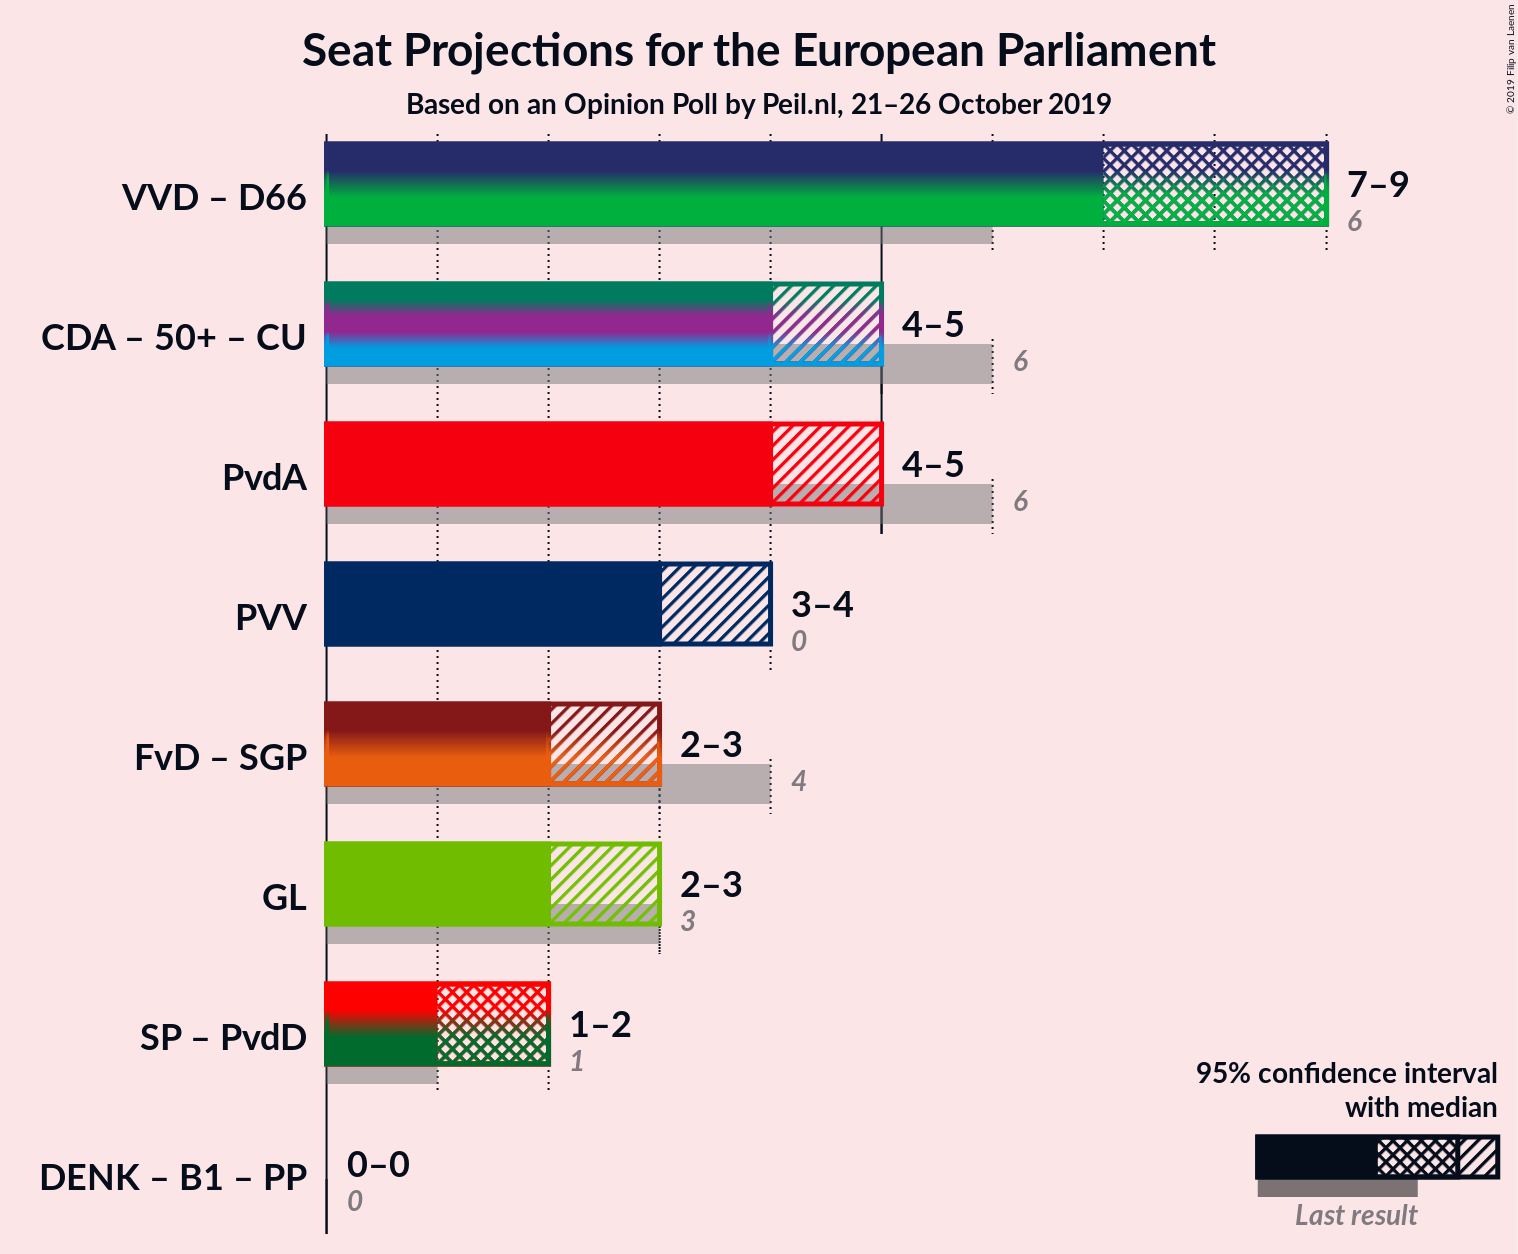 Seat Projections for the European Parliament
Based on an Opinion Poll by Peil.nl, 21–26 October 2019
© 2019 Filip van Laenen
VVD – D66
7–9
6
CDA – 50+ – CU
4–5
6
PvdA
4–5
6
PVV
3–4
0
FvD – SGP
2–3
4
GL
2–3
3
SP – PvdD
1–2
1
DENK – B1 – PP
0–0
0
95% confidence interval
with median
Last result